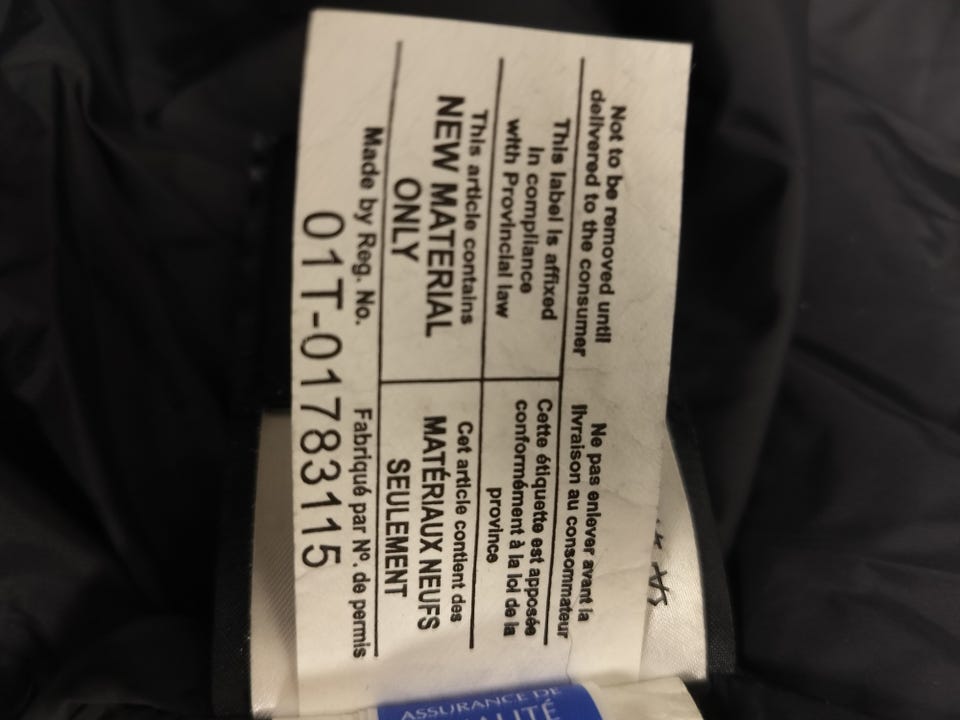 Not to be removed until
delivered to the consumer
This label is affixed
in compliance
with Provincial law
This article contains
NEW MATERIAL
ONLY
Ne pas enlever avant la
livraison au consommateur
Cette étiquette est apposée
conformément à la loi de la
province
Cet article contient des
MATÉRIAUX NEUFS
SEULEMENT
Made by Reg. No.
Fabriqué par Nº. de permis
01T-01783115
ASSURANCE DE